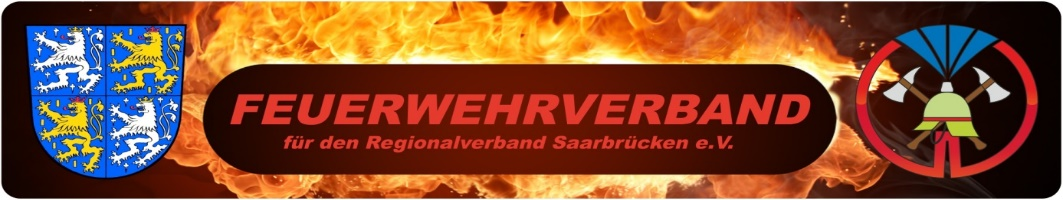 FEUERWEHRVERBAND
für den Regionalverband Saarbrücken e.V.